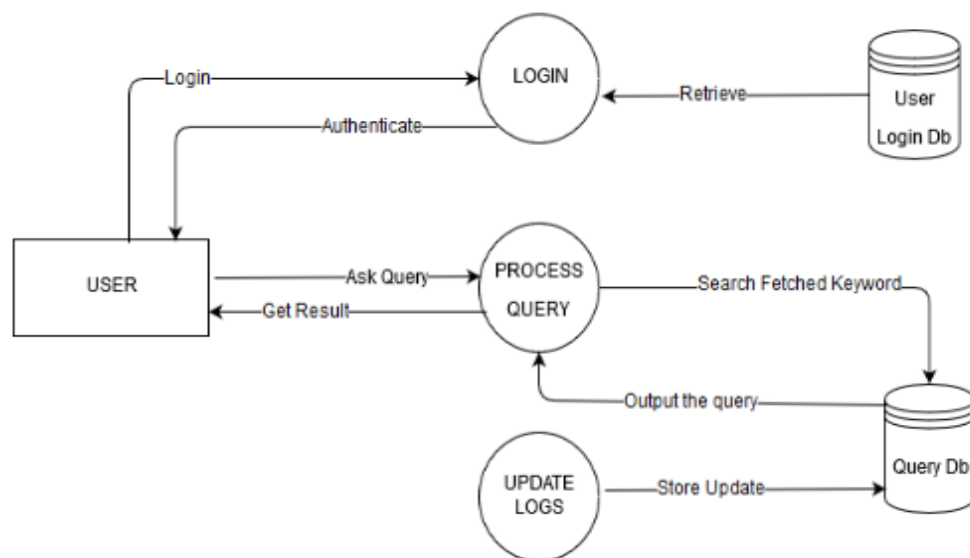 Login
LOGIN
Retrieve
User
Login Db
Authenticate
USER
Ask Query
Get Result
PROCESS
QUERY
Search Fetched Keyword
Output the query
Query Db
UPDATE
LOGS
Store Update